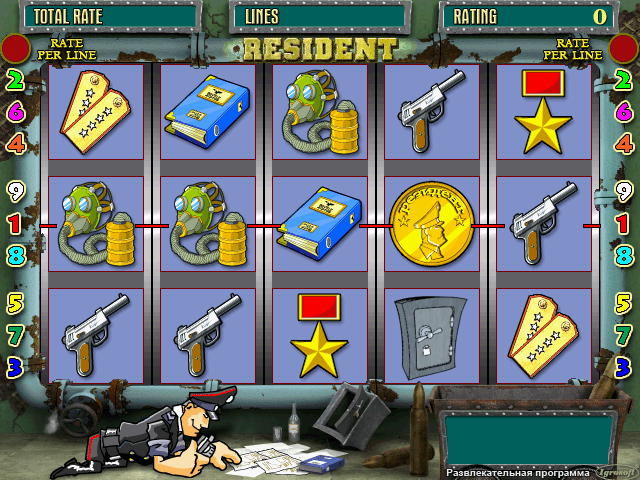 TOTAL RATE
LINES
RATING 0
RATE PER LINE
RESIDENT
RATE PER LINE
2 2
6 6
4 4
9 9
1 1
8 8
5 5
7 7
3 3
Развлекательная программа Igrosoft